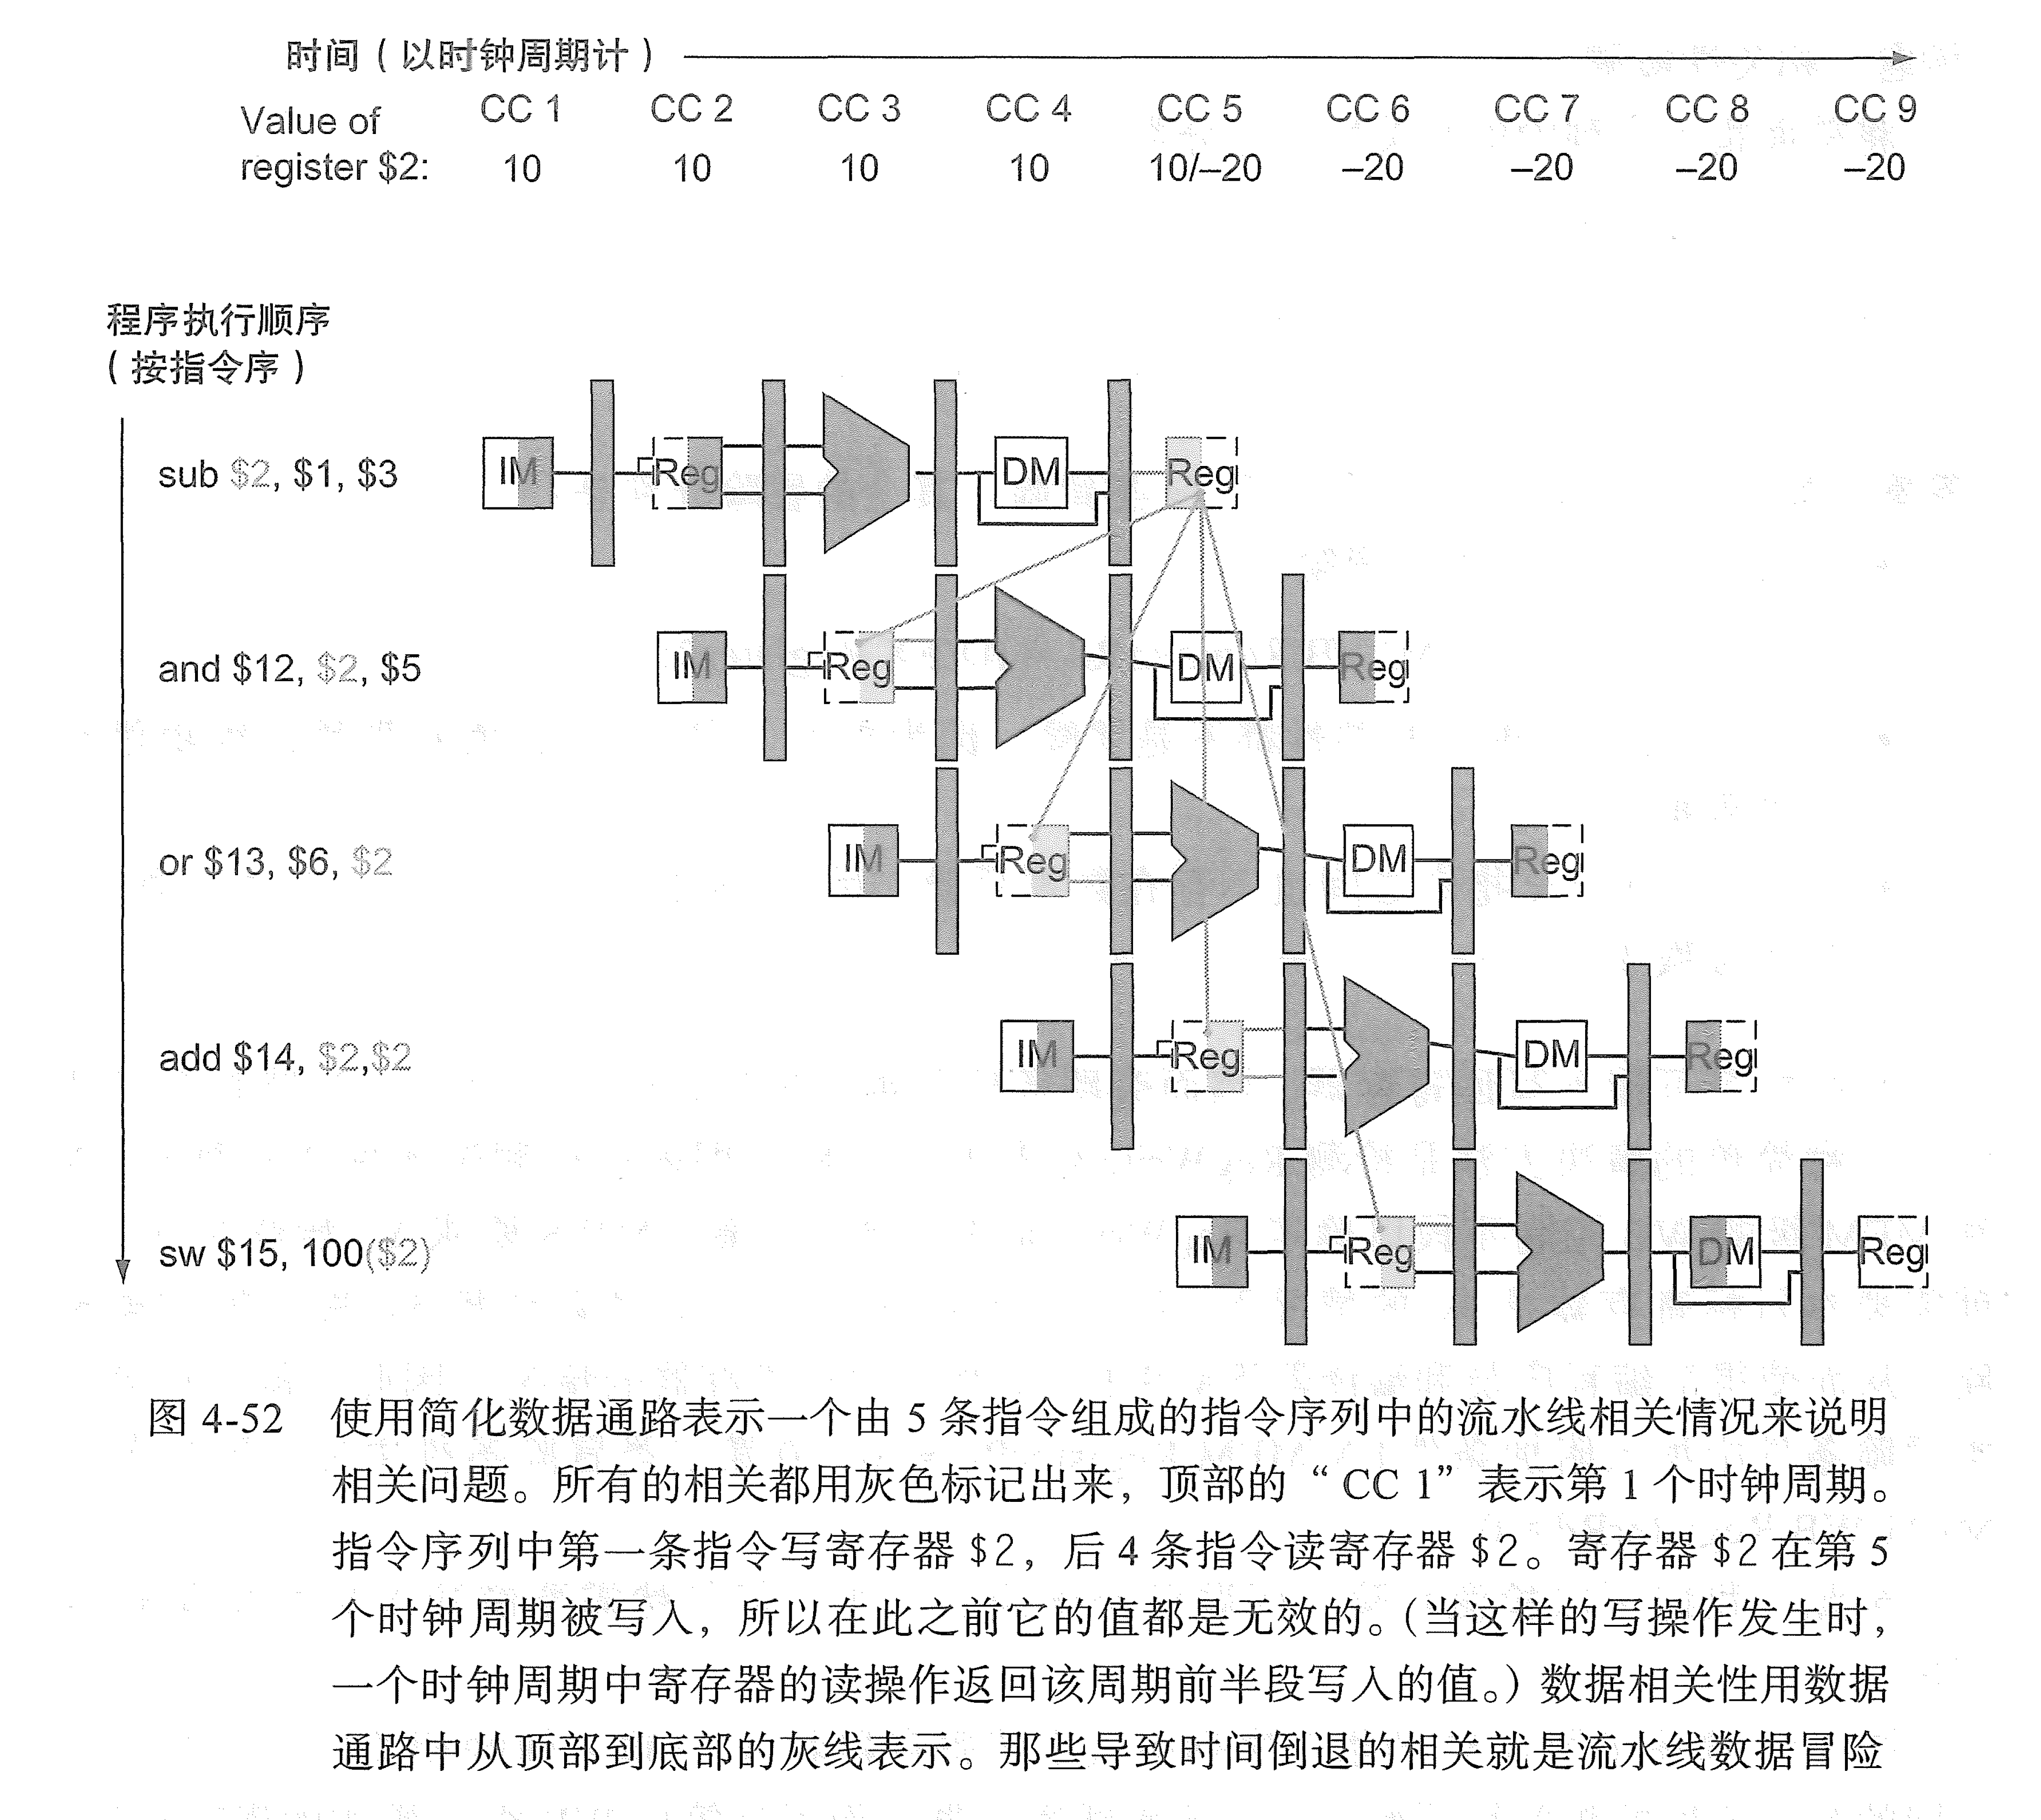 时间（以时钟周期计）
Value of register $2:
CC 1 CC 2 CC 3 CC 4 CC 5 CC 6 CC 7 CC 8 CC 9
10 10 10 10 10/–20 –20 –20 –20 –20
程序执行顺序
（按指令序）
sub $2, $1, $3
IM Reg DM Reg
and $12, $2, $5
IM Reg DM Reg
or $13, $6, $2
IM Reg DM Reg
add $14, $2,$2
IM Reg DM Reg
sw $15, 100($2)
IM Reg DM Reg
图 4-52 使用简化数据通路表示一个由 5 条指令组成的指令序列中的流水线相关情况来说明
相关问题。所有的相关都用灰色标记出来，顶部的“CC 1”表示第 1 个时钟周期。
指令序列中第一条指令写寄存器 $2，后 4 条指令读寄存器 $2。寄存器 $2 在第 5
个时钟周期被写入，所以在此之前它的值都是无效的。（当这样的写操作发生时，
一个时钟周期中寄存器的读操作返回该周期前半段写入的值。）数据相关性用数据
通路中从顶部到底部的灰线表示。那些导致时间倒退的相关就是流水线数据冒险